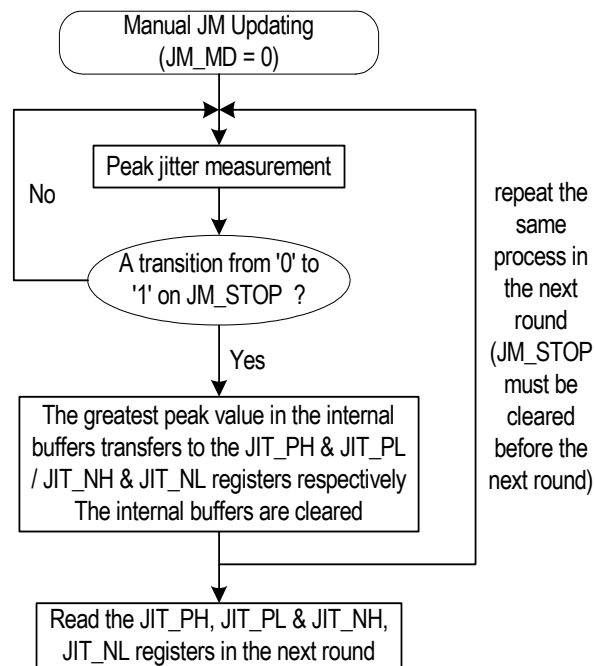 Manual JM Updating
(JM_MD = 0)
Peak jitter measurement
No
A transition from '0' to
'1' on JM_STOP ?
Yes
The greatest peak value in the internal
buffers transfers to the JIT_PH & JIT_PL
/ JIT_NH & JIT_NL registers respectively
The internal buffers are cleared
repeat the
same
process in
the next
round
(JM_STOP
must be
cleared
before the
next round)
Read the JIT_PH, JIT_PL & JIT_NH,
JIT_NL registers in the next round